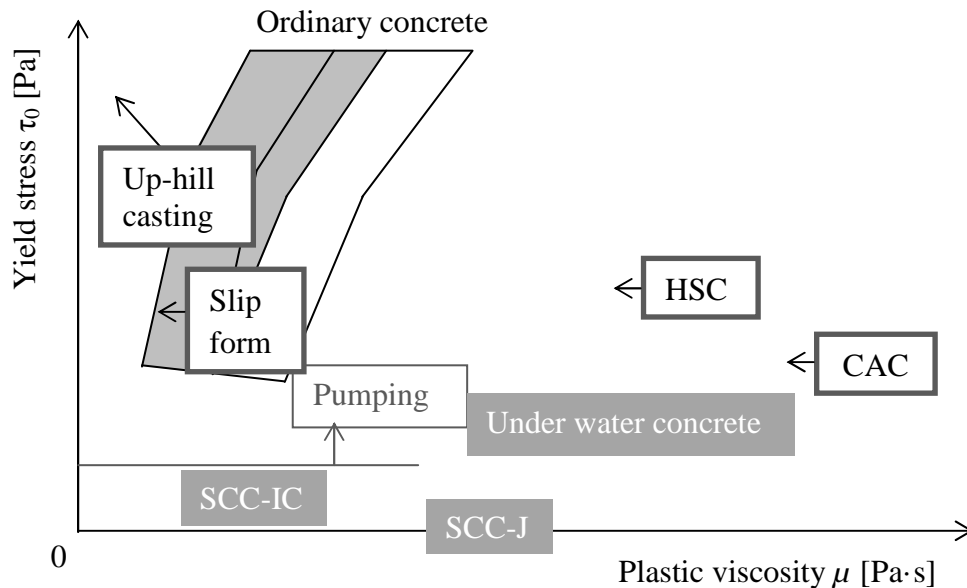 Ordinary concrete
Yield stress τ₀ [Pa]
Up-hill
casting
Slip
form
HSC
CAC
Pumping
Under water concrete
SCC-IC
SCC-J
0
Plastic viscosity μ [Pa·s]